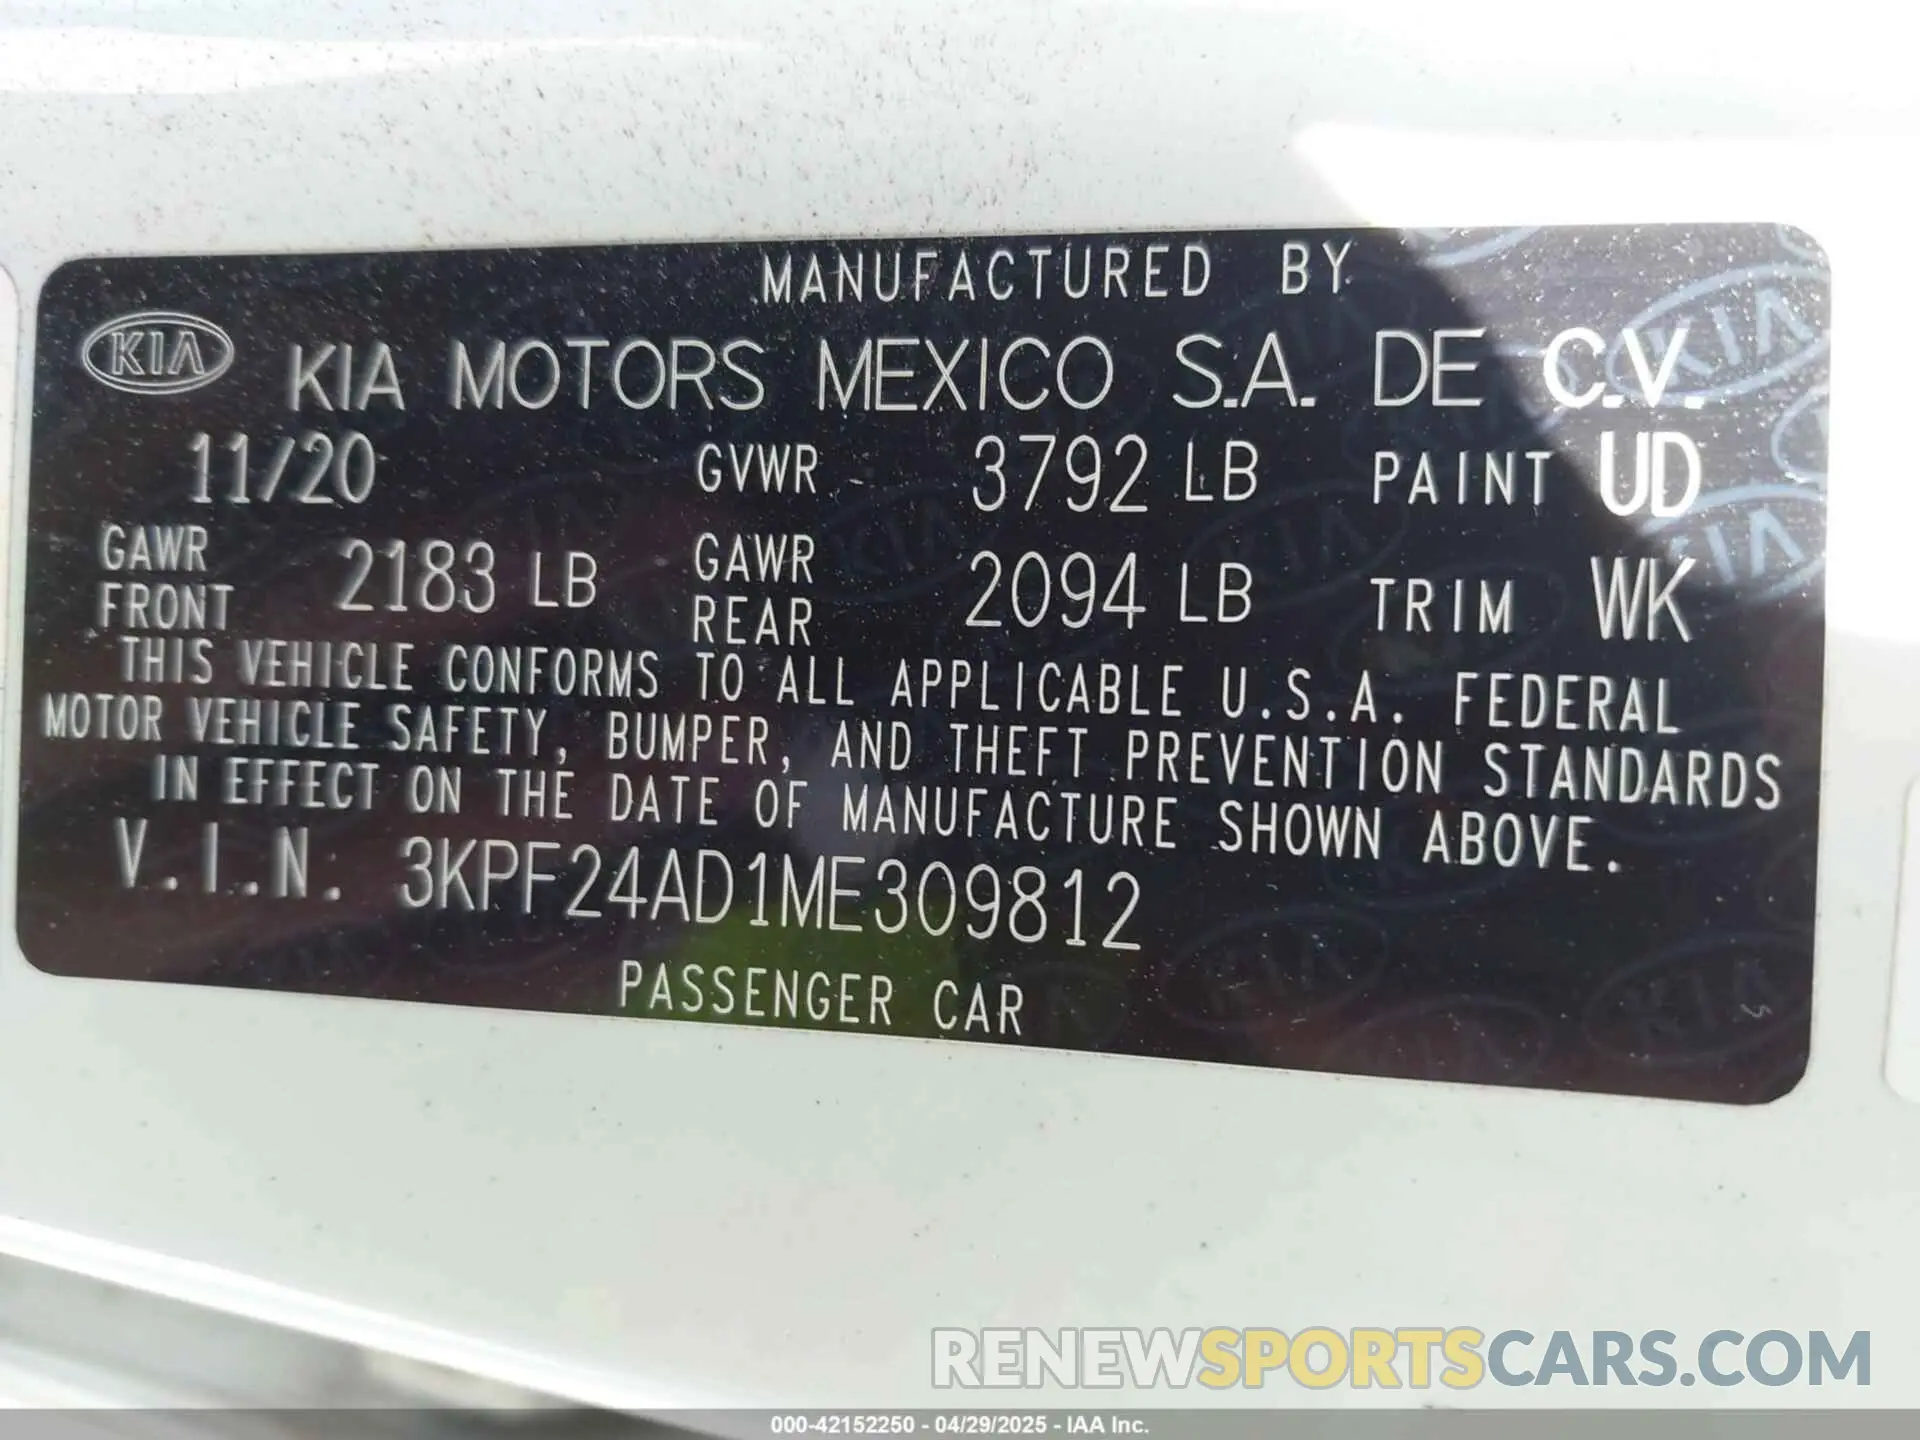 MANUFACTURED BY
KIA KIA MOTORS MEXICO S.A. DE C.V.
11/20 GVWR 3792 LB PAINT UD
GAWR FRONT 2183 LB GAWR REAR 2094 LB TRIM WK
THIS VEHICLE CONFORMS TO ALL APPLICABLE U.S.A. FEDERAL
MOTOR VEHICLE SAFETY, BUMPER, AND THEFT PREVENTION STANDARDS
IN EFFECT ON THE DATE OF MANUFACTURE SHOWN ABOVE.
V.I.N. 3KPF24AD1ME309812
PASSENGER CAR
RENEWSPORTSCARS.COM
000-42152250 - 04/29/2025 - IAA Inc.